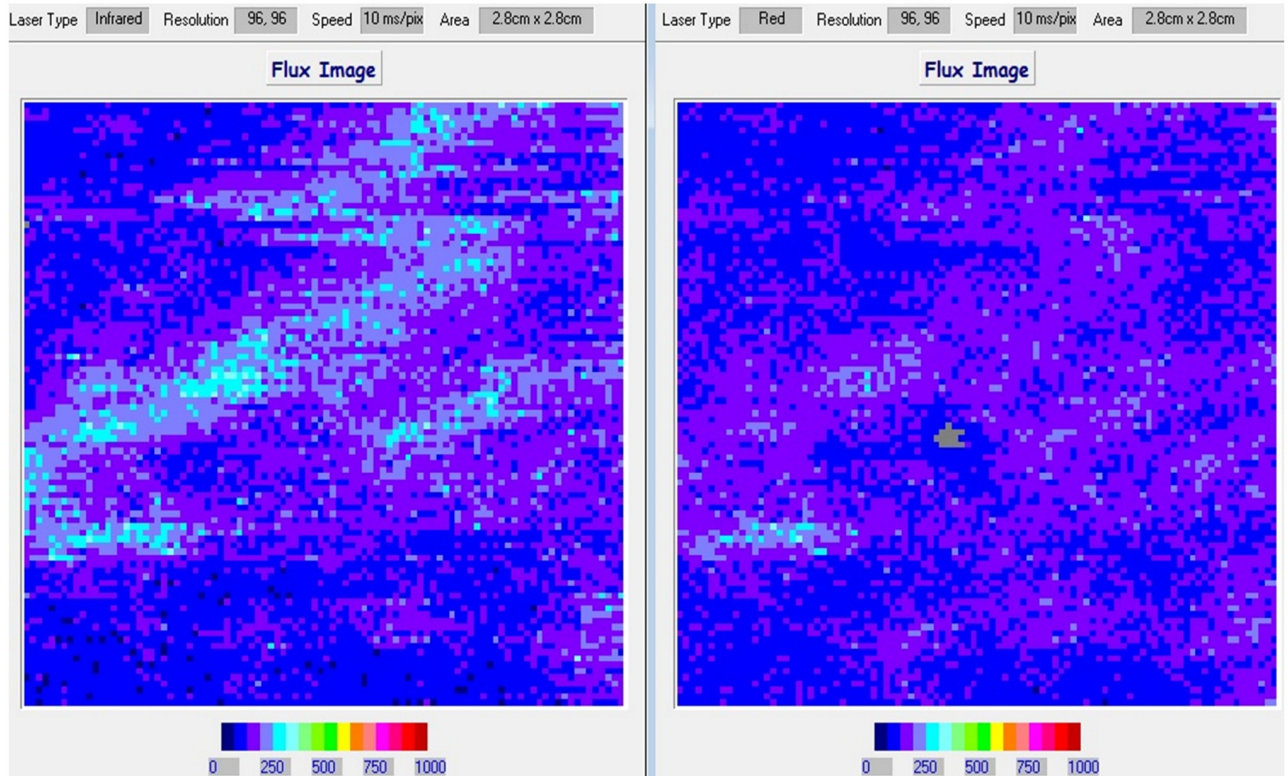 Laser Type Infrared Resolution 96, 96 Speed 10 ms/pix Area 2.8cm x 2.8cm
Flux Image
0 250 500 750 1000
Laser Type Red Resolution 96, 96 Speed 10 ms/pix Area 2.8cm x 2.8cm
Flux Image
0 250 500 750 1000